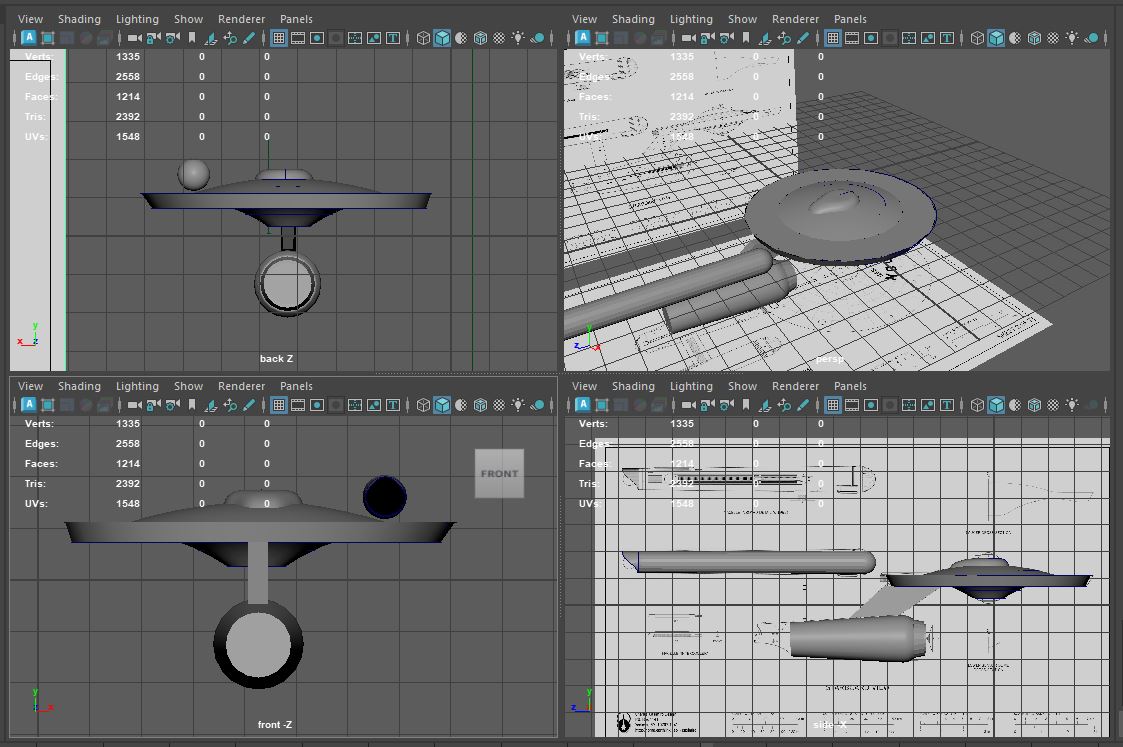 View Shading Lighting Show Renderer Panels
Verts: 1335 0 0
Edges: 2558 0 0
Faces: 1214 0 0
Tris: 2392 0 0
UVs: 1548 0 0
y
x z
back Z
View Shading Lighting Show Renderer Panels
Verts: 1335 0 0
Edges: 2558 0 0
Faces: 1214 0 0
Tris: 2392 0 0
UVs: 1548 0 0
y
z x
persp
View Shading Lighting Show Renderer Panels
Verts: 1335 0 0
Edges: 2558 0 0
Faces: 1214 0 0
Tris: 2392 0 0
UVs: 1548 0 0
FRONT
y
z x
front -Z
View Shading Lighting Show Renderer Panels
Verts: 1335 0 0
Edges: 2558 0 0
Faces: 1214 0 0
Tris: 2392 0 0
UVs: 1548 0 0
STARBOARD VIEW
y
z
side -X